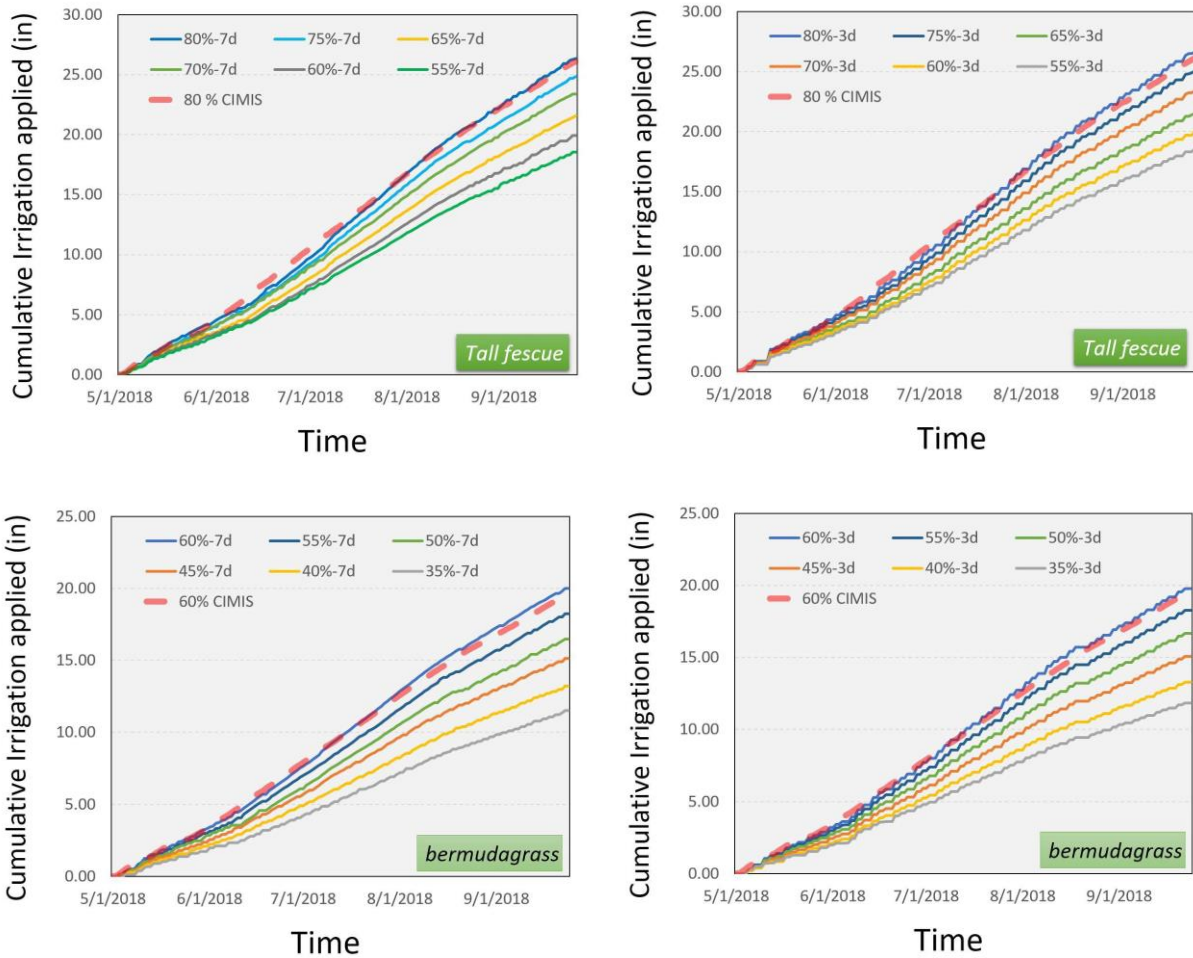 Cumulative Irrigation applied (in)
30.00
25.00
20.00
15.00
10.00
5.00
0.00
80%-7d 75%-7d 65%-7d
70%-7d 60%-7d 55%-7d
80 % CIMIS
Tall fescue
5/1/2018 6/1/2018 7/1/2018 8/1/2018 9/1/2018
Time
Cumulative Irrigation applied (in)
30.00
25.00
20.00
15.00
10.00
5.00
0.00
80%-3d 75%-3d 65%-3d
70%-3d 60%-3d 55%-3d
80 % CIMIS
Tall fescue
5/1/2018 6/1/2018 7/1/2018 8/1/2018 9/1/2018
Time
Cumulative Irrigation applied (in)
25.00
20.00
15.00
10.00
5.00
0.00
60%-7d 55%-7d 50%-7d
45%-7d 40%-7d 35%-7d
60% CIMIS
bermudagrass
5/1/2018 6/1/2018 7/1/2018 8/1/2018 9/1/2018
Time
Cumulative Irrigation applied (in)
25.00
20.00
15.00
10.00
5.00
0.00
60%-3d 55%-3d 50%-3d
45%-3d 40%-3d 35%-3d
60% CIMIS
bermudagrass
5/1/2018 6/1/2018 7/1/2018 8/1/2018 9/1/2018
Time